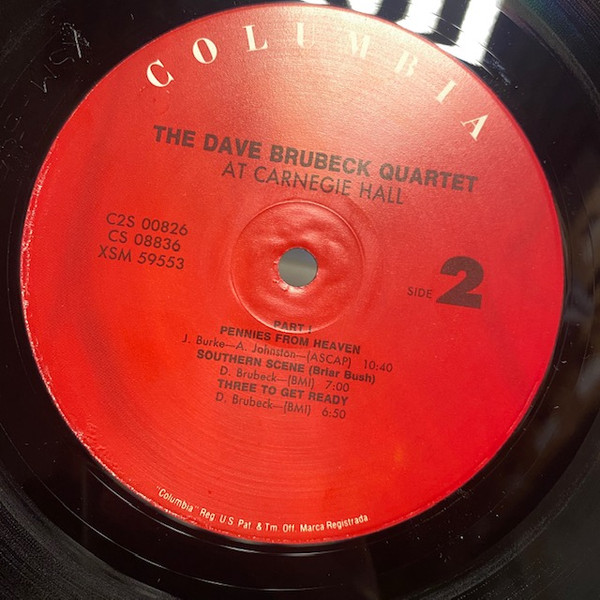 COLUMBIA
THE DAVE BRUBECK QUARTET
AT CARNEGIE HALL
C2S 00826
CS 08836
XSM 59553
SIDE 2
PART I
PENNIES FROM HEAVEN
J. Burke—A. Johnston—(ASCAP) 10:40
SOUTHERN SCENE (Briar Bush)
D. Brubeck—(BMI) 7:00
THREE TO GET READY
D. Brubeck—(BMI) 6:50
"Columbia" Reg. U.S. Pat. & Tm. Off. Marca Registrada